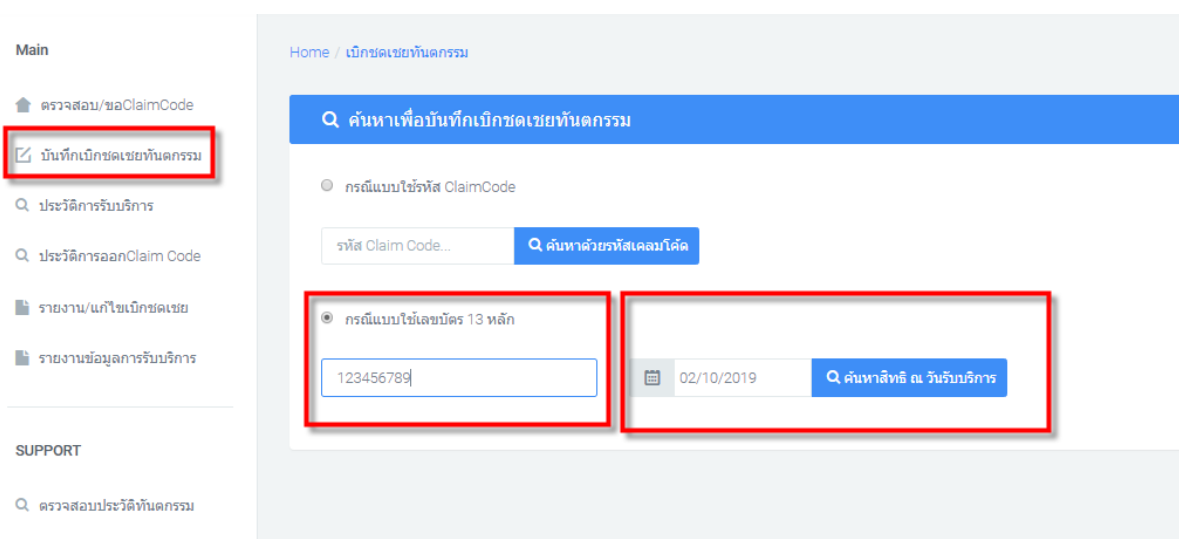 Main
ตรวจสอบ/ขอClaimCode
บันทึกเบิกชดเชยทันตกรรม
ประวัติการรับบริการ
ประวัติการออกClaim Code
รายงาน/แก้ไขเบิกชดเชย
รายงานข้อมูลการรับบริการ
SUPPORT
ตรวจสอบประวัติทันตกรรม
Home / เบิกชดเชยทันตกรรม
ค้นหาเพื่อบันทึกเบิกชดเชยทันตกรรม
กรณีแบบใช้รหัส ClaimCode
รหัส Claim Code... ค้นหาด้วยรหัสเคลมโค้ด
กรณีแบบใช้เลขบัตร 13 หลัก
123456789 02/10/2019 ค้นหาสิทธิ ณ วันรับบริการ